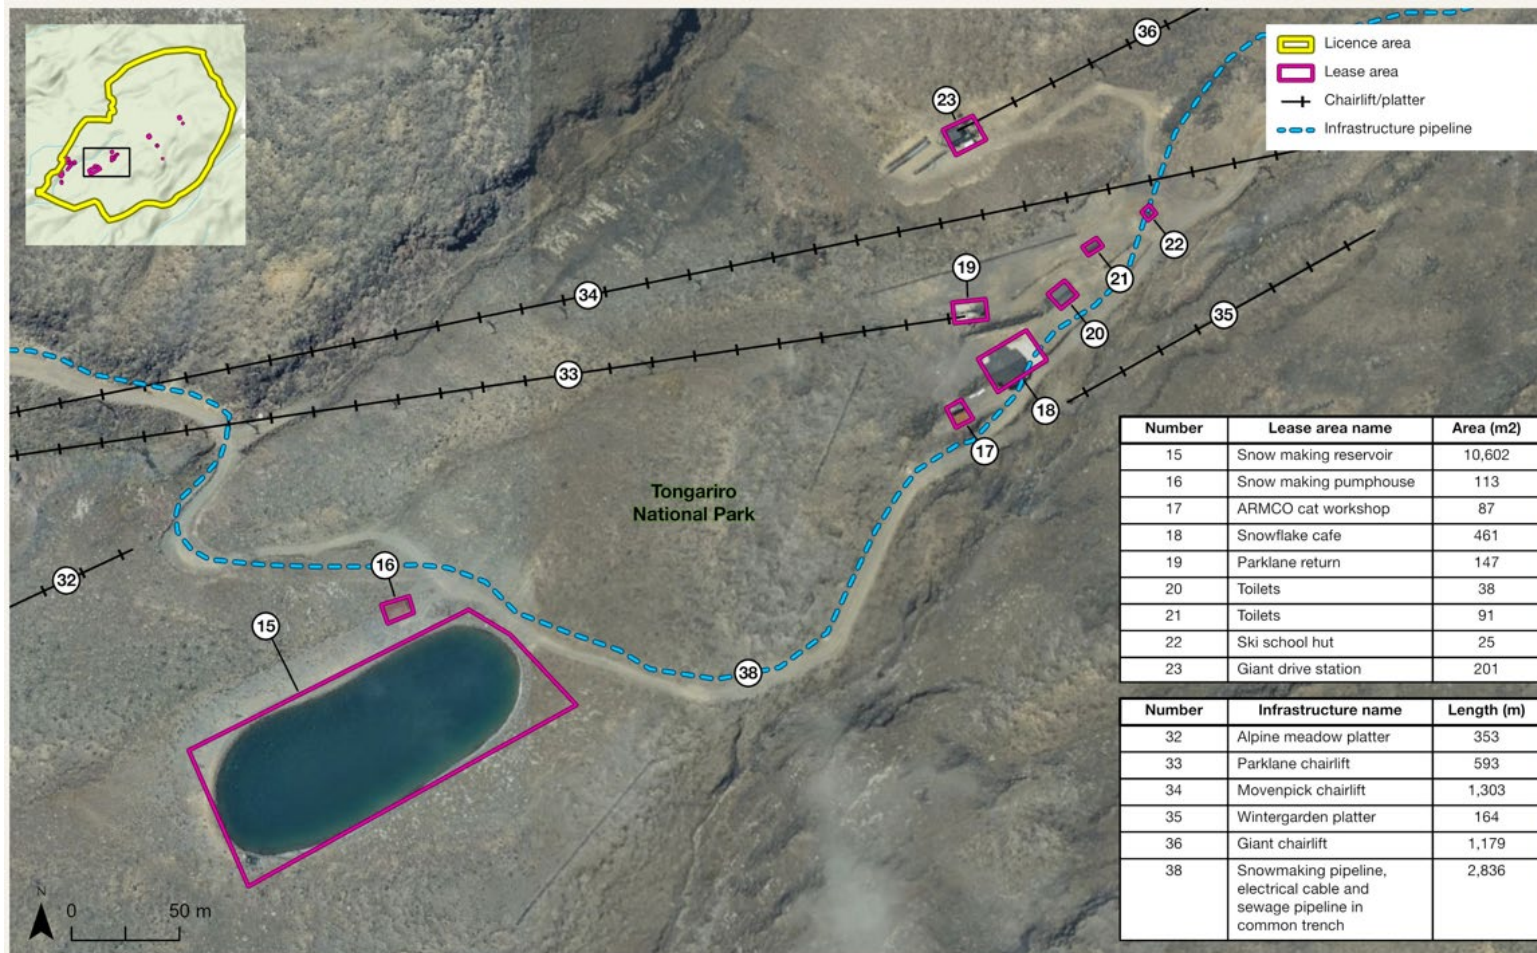 Licence area
Lease area
Chairlift/platter
Infrastructure pipeline
36
23
22
21
19
34
20
35
33
18
17
Tongariro
National Park
16
32
15
38
N
0 50 m
Number Lease area name Area (m2)
15 Snow making reservoir 10,602
16 Snow making pumphouse 113
17 ARMCO cat workshop 87
18 Snowflake cafe 461
19 Parklane return 147
20 Toilets 38
21 Toilets 91
22 Ski school hut 25
23 Giant drive station 201
Number Infrastructure name Length (m)
32 Alpine meadow platter 353
33 Parklane chairlift 593
34 Movenpick chairlift 1,303
35 Wintergarden platter 164
36 Giant chairlift 1,179
38 Snowmaking pipeline, 2,836
electrical cable and
sewage pipeline in
common trench